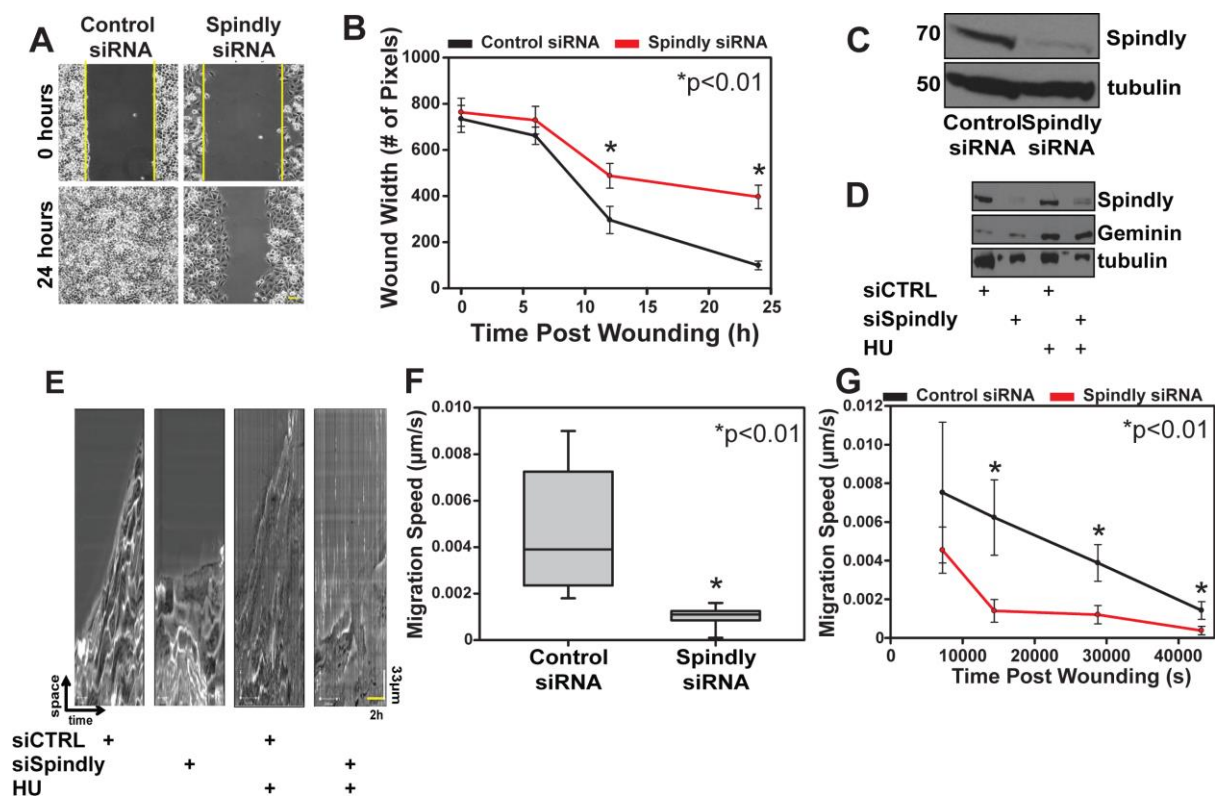 A
Control siRNA
Spindly siRNA
0 hours
24 hours
B
Control siRNA Spindly siRNA
*p<0.01
Wound Width (# of Pixels)
1000
800
600
400
200
0
* *
0 5 10 15 20 25
Time Post Wounding (h)
C
70 Spindly
50 tubulin
Control siRNA
Spindly siRNA
D
Spindly
Geminin
tubulin
siCTRL + +
siSpindly + +
HU + +
E
space
time
33µm
2h
siCTRL + +
siSpindly + +
HU + +
F
*p<0.01
Migration Speed (µm/s)
0.010
0.008
0.006
0.004
0.002
0
*
Control siRNA
Spindly siRNA
G
Control siRNA Spindly siRNA
*p<0.01
Migration Speed (µm/s)
0.012
0.010
0.008
0.006
0.004
0.002
0
* * *
0 10000 20000 30000 40000
Time Post Wounding (s)